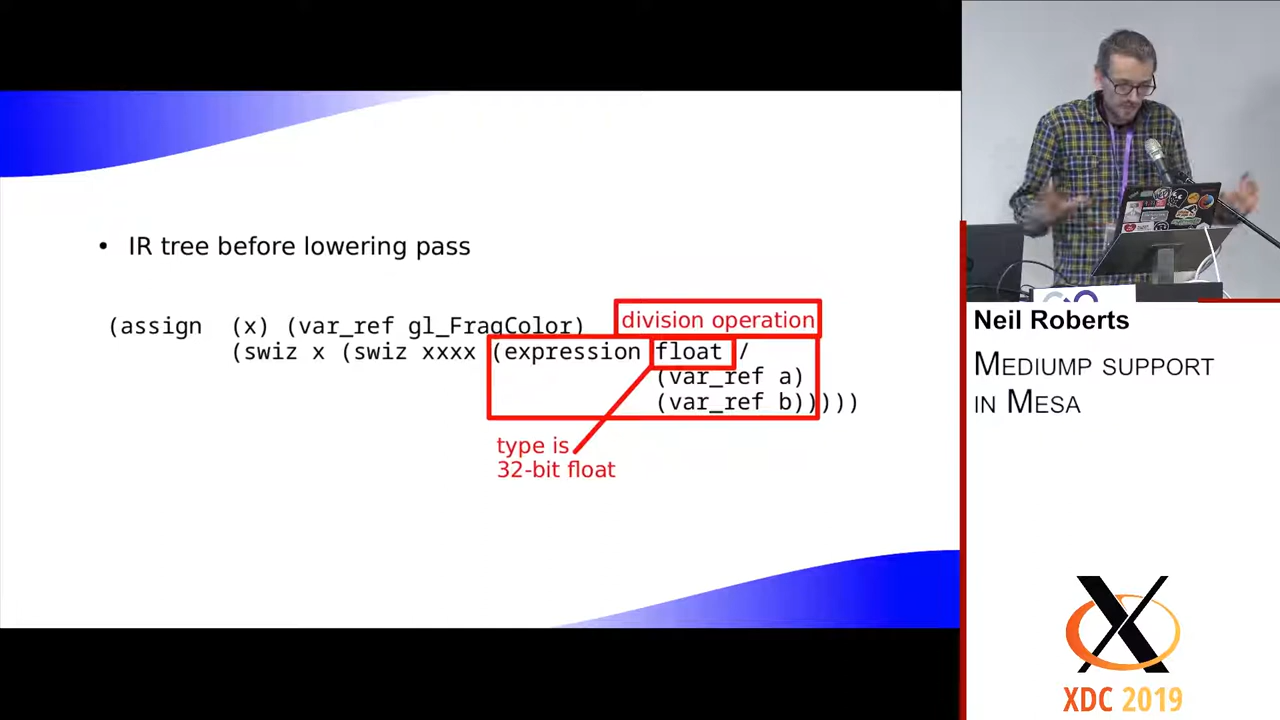 • IR tree before lowering pass
division operation
(assign (x) (var_ref gl_FragColor)
(swiz x (swiz xxxx (expression float /
(var_ref a)
(var_ref b)))))
type is
32-bit float
Neil Roberts
MEDIUMP SUPPORT
IN MESA
X
XDC 2019